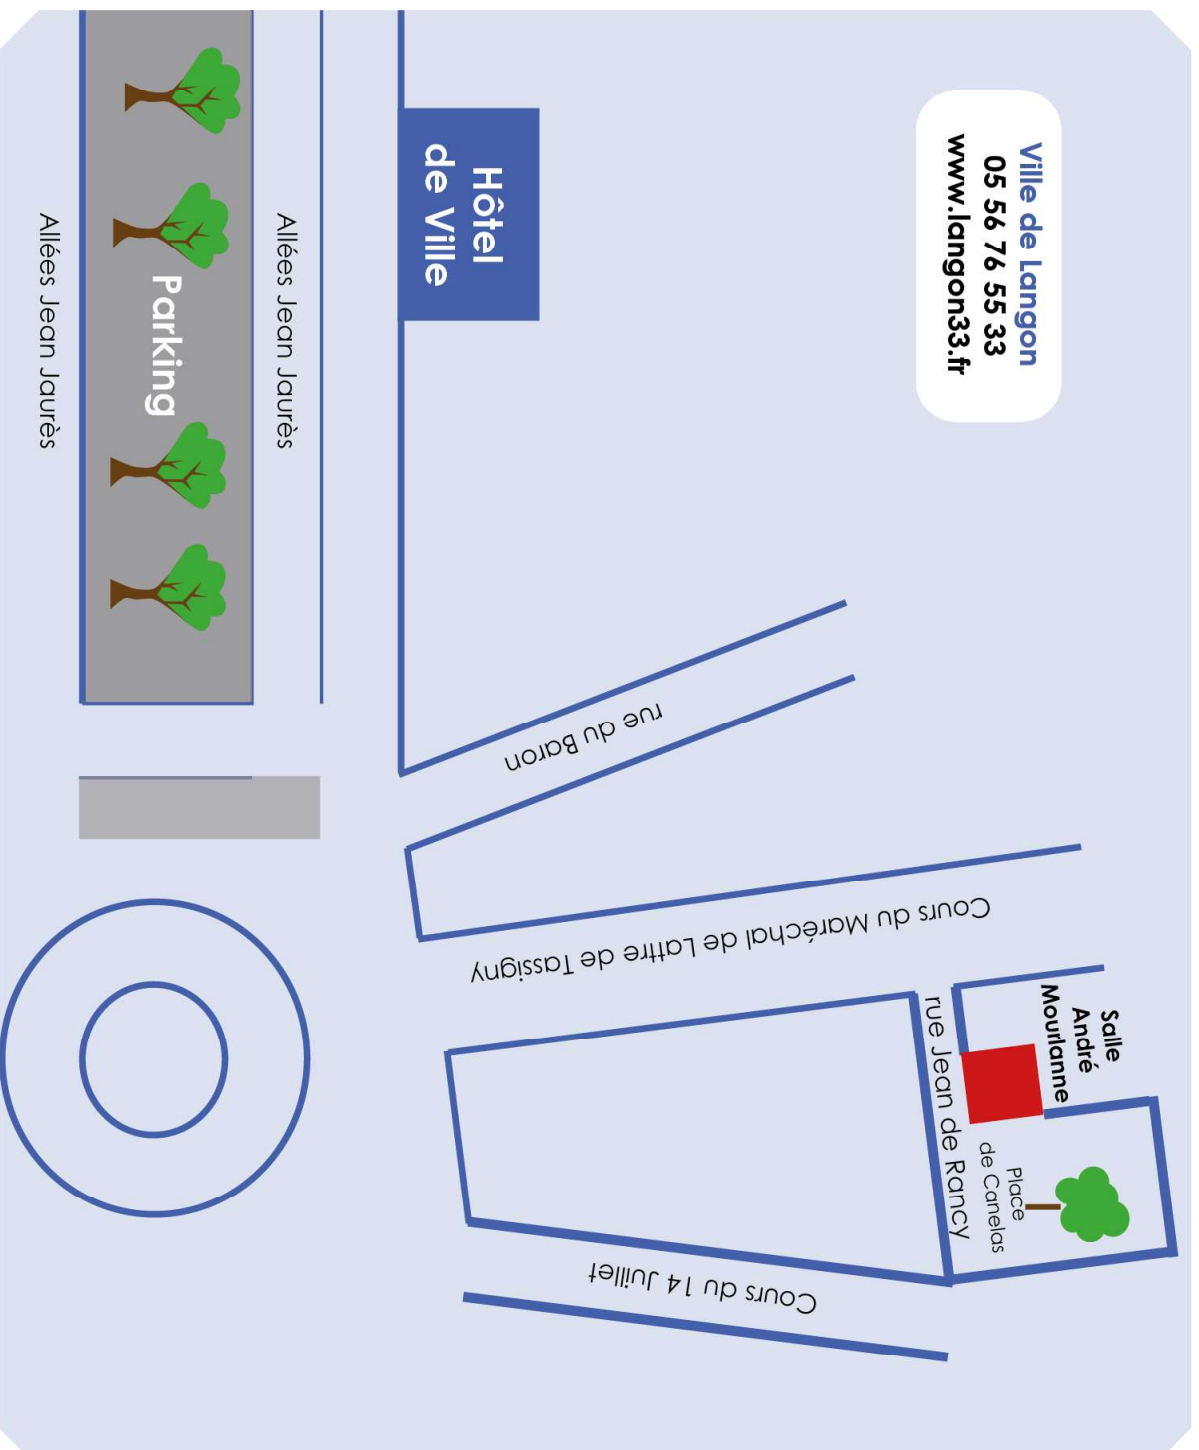 Ville de Langon
05 56 76 55 33
www.langon33.fr
Hôtel
de Ville
Allées Jean Jaurès
Parking
Allées Jean Jaurès
rue du Baron
Cours du Maréchal de Lattre de Tassigny
Salle
André
Mourlanne
rue Jean de Rancy
Place
de Canelas
Cours du 14 Juillet